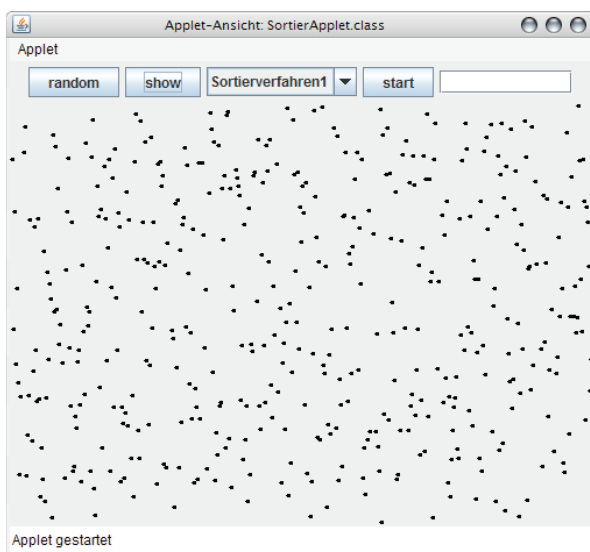 Applet-Ansicht: SortierApplet.class
Applet
random show Sortierverfahren1 start
Applet gestartet